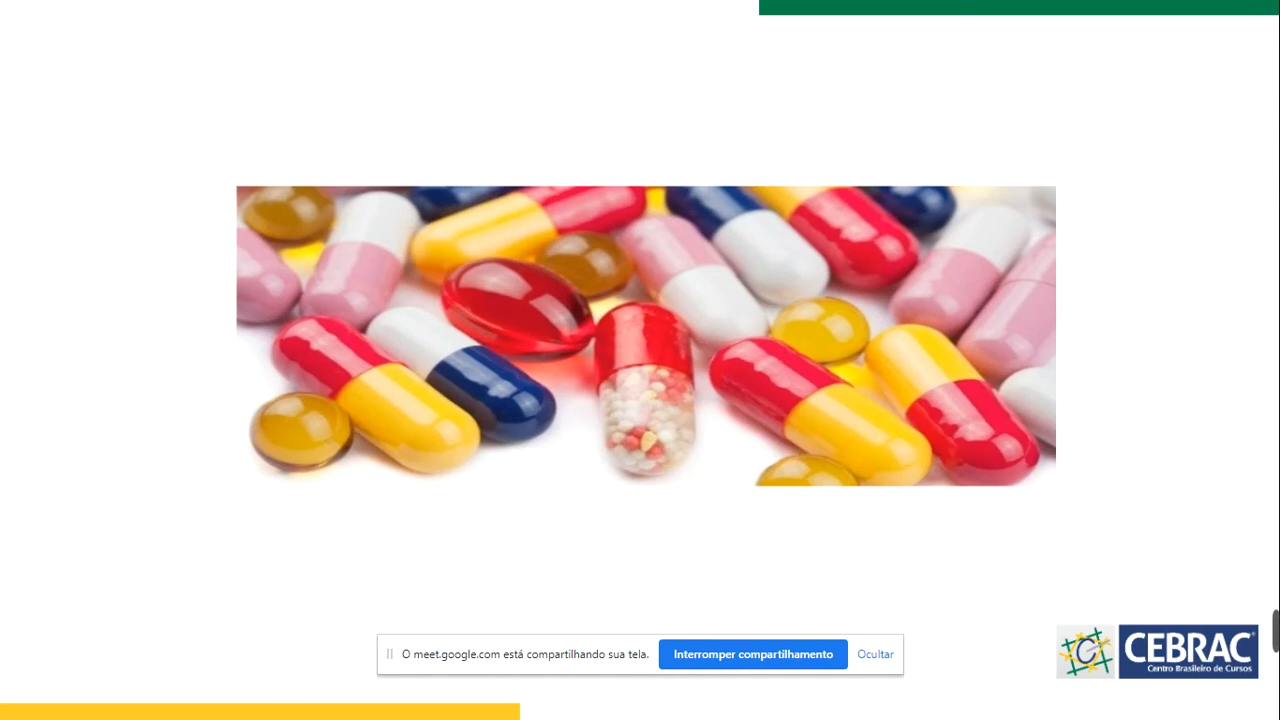 O meet.google.com está compartilhando sua tela.
Interromper compartilhamento
Ocultar
CEBRAC
Centro Brasileiro de Cursos